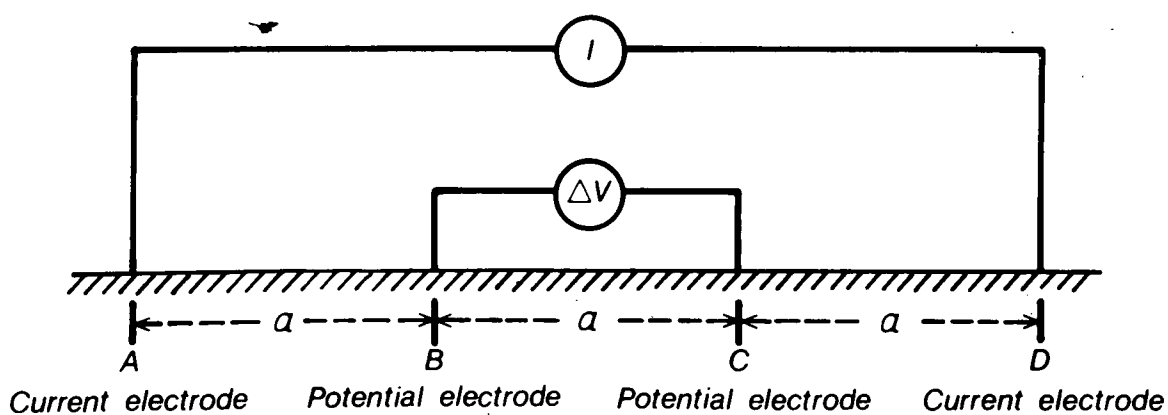 I
△V
a a a
A B C D
Current electrode Potential electrode Potential electrode Current electrode